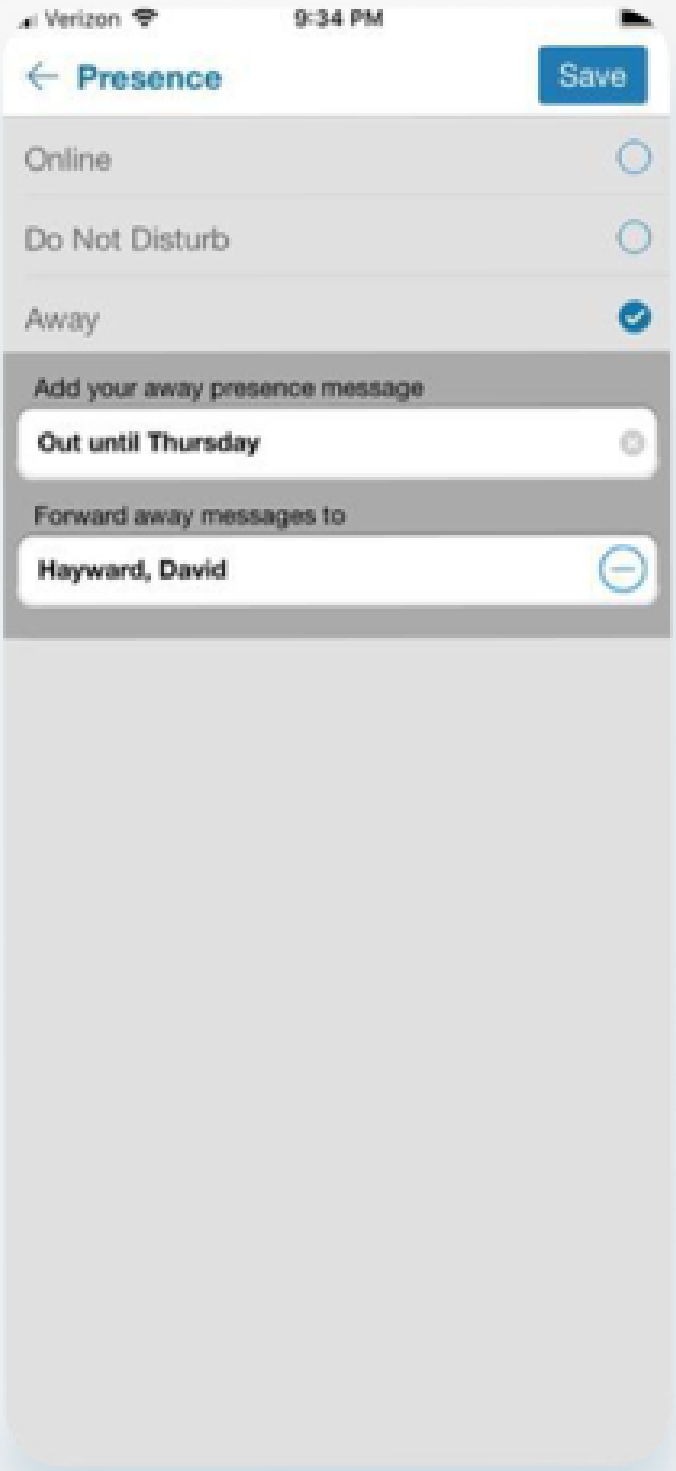 Verizon 9:34 PM
Presence Save
Online
Do Not Disturb
Away
Add your away presence message
Out until Thursday
Forward away messages to
Hayward, David